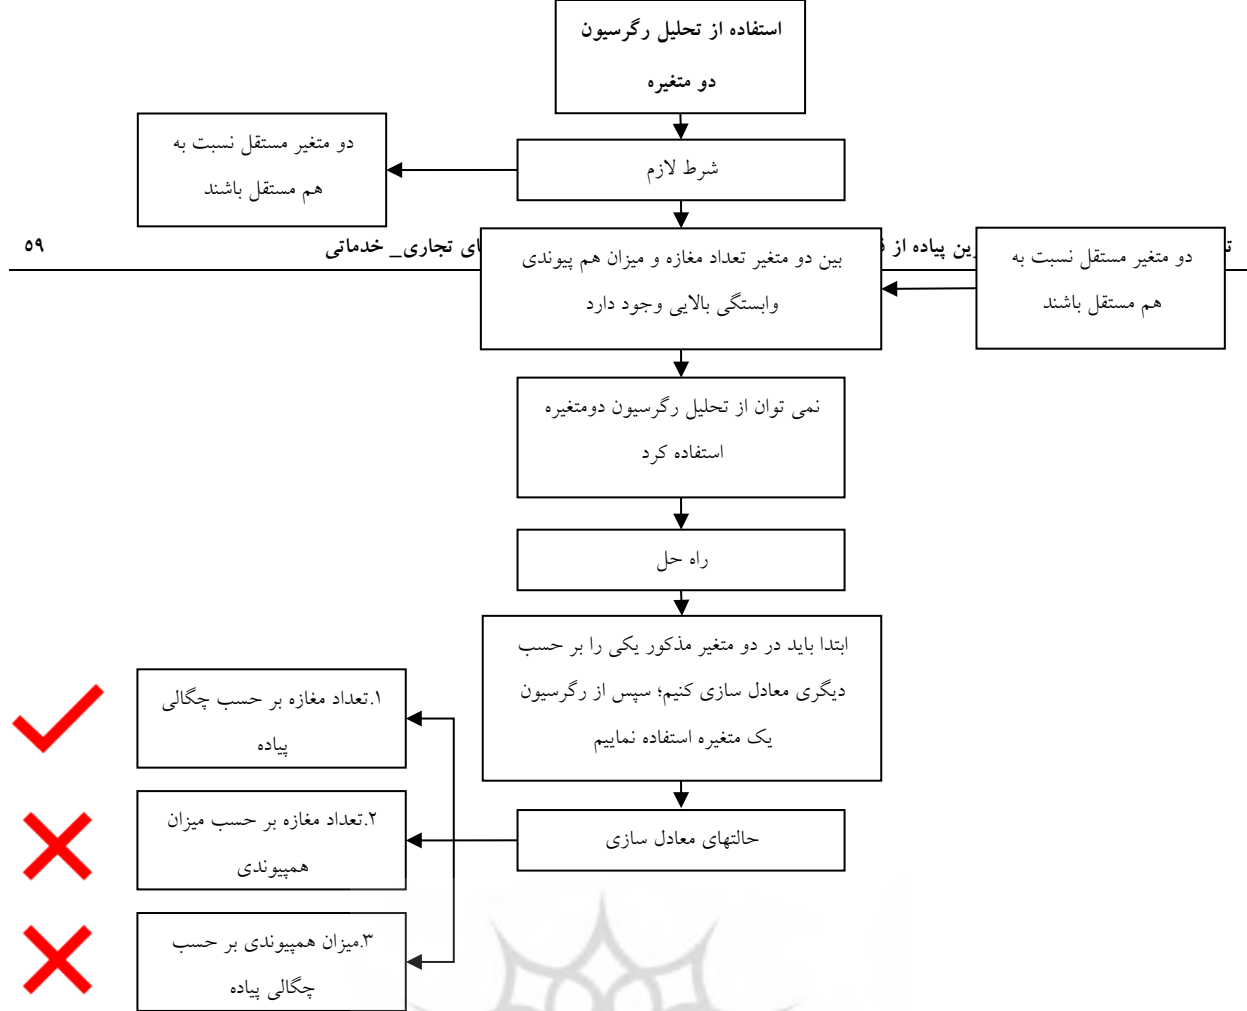 استفاده از تحلیل رگرسیون
دو متغیره
شرط لازم
دو متغیر مستقل نسبت به
هم مستقل باشند
رین پیاده از
ای تجاری_ خدماتی
۵۹
بین دو متغیر تعداد مغازه و میزان هم پیوندی
وابستگی بالایی وجود دارد
دو متغیر مستقل نسبت به
هم مستقل باشند
نمی توان از تحلیل رگرسیون دومتغیره
استفاده کرد
راه حل
ابتدا باید در دو متغیر مذکور یکی را بر حسب
دیگری معادل سازی کنیم؛ سپس از رگرسیون
یک متغیره استفاده نماییم
حالتهای معادل سازی
۱.تعداد مغازه بر حسب چگالی
پیاده
۲.تعداد مغازه بر حسب میزان
همپیوندی
۳.میزان همپیوندی بر حسب
چگالی پیاده